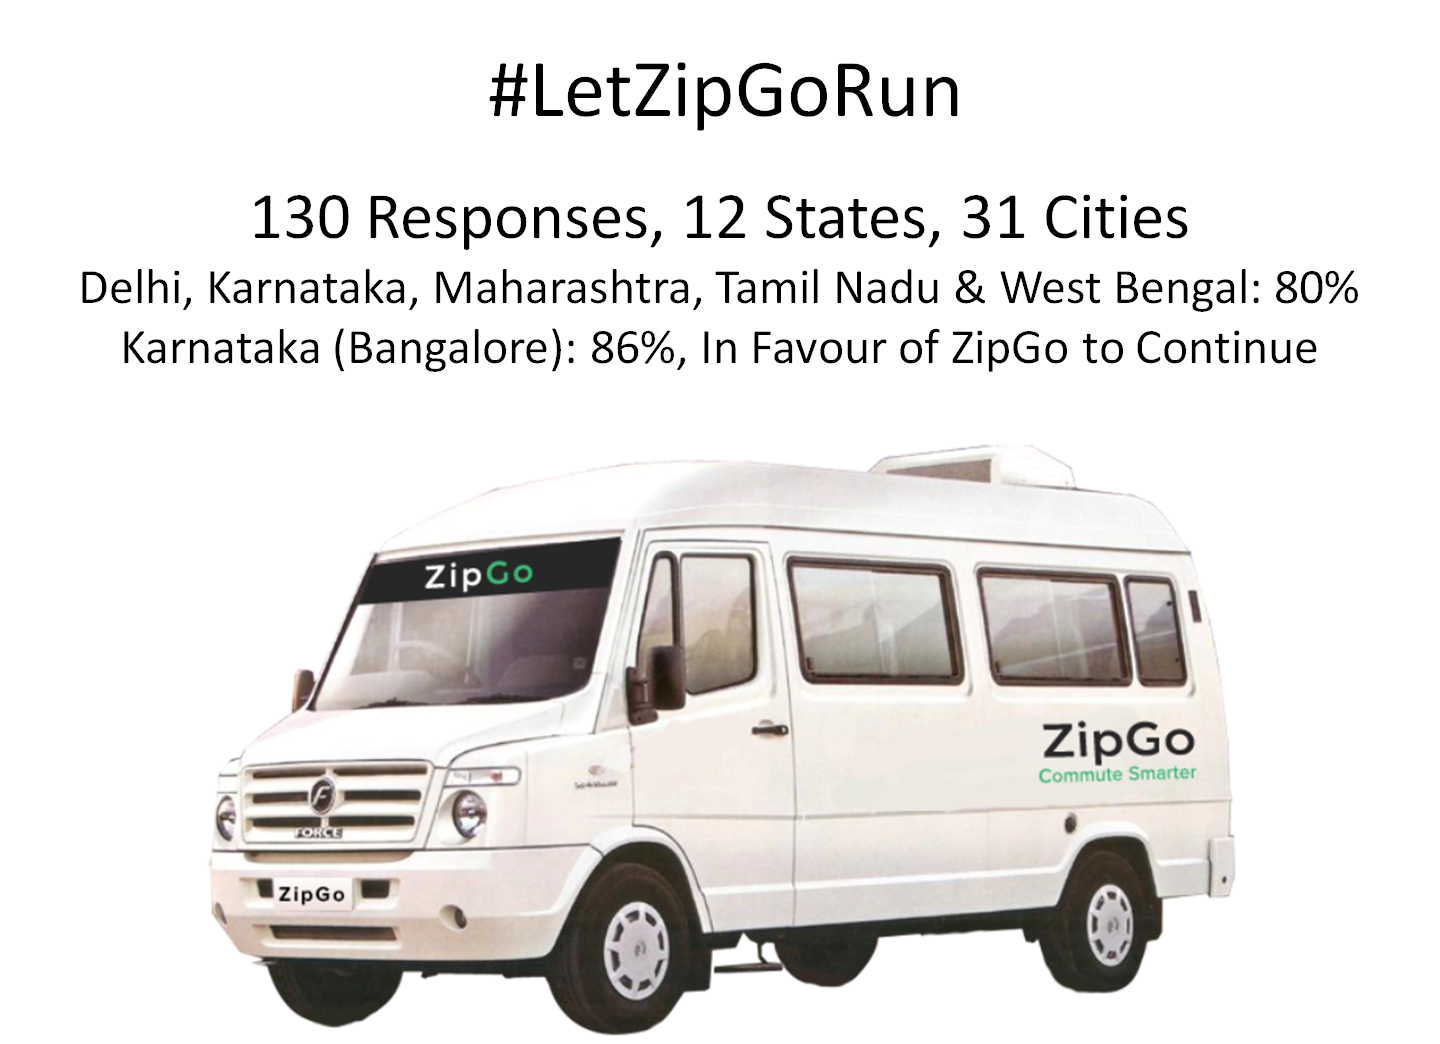 #LetZipGoRun
130 Responses, 12 States, 31 Cities
Delhi, Karnataka, Maharashtra, Tamil Nadu & West Bengal: 80%
Karnataka (Bangalore): 86%, In Favour of ZipGo to Continue
ZipGo
ZipGo
Commute Smarter
F
FORCE
ZipGo